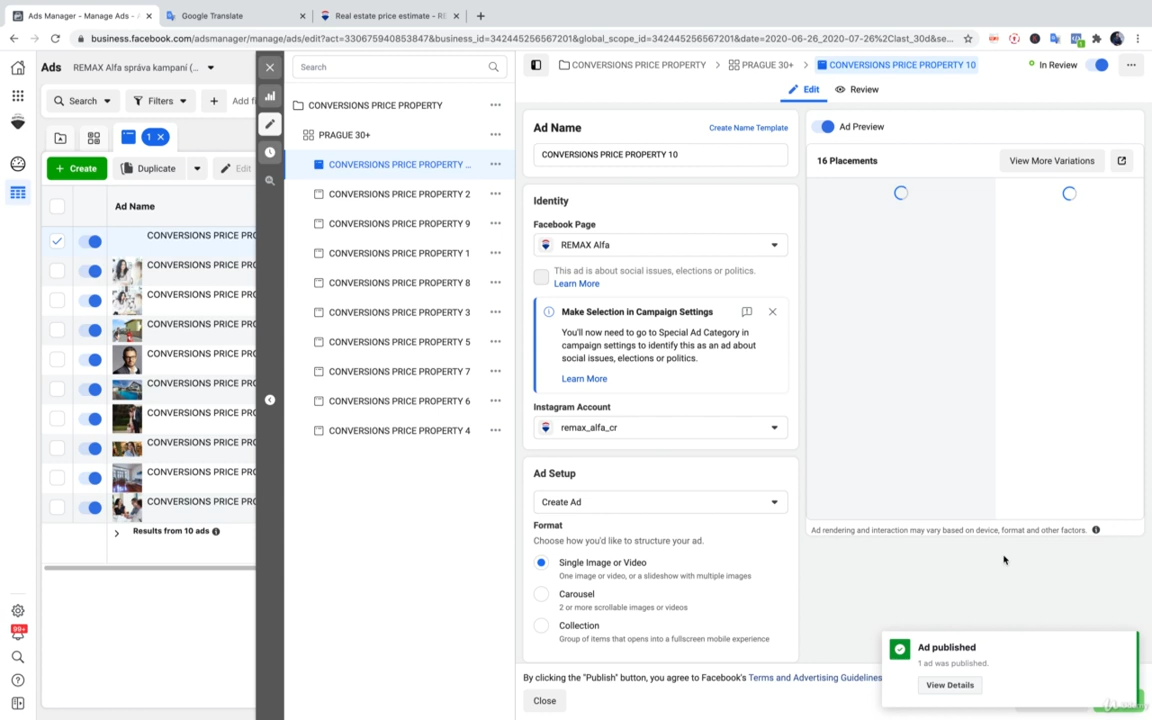 Ads Manager - Manage Ads -
Google Translate
Real estate price estimate - RE
business.facebook.com/adsmanager/manage/ads/edit?act=330675940853847&business_id=342445256567201&global_scope_id=342445256567201&date=2020-06-26_2020-07-26%2Clast_30d&se...
Ads
REMAX Alfa správa kampaní (...
Search
Filters
Add fi
1
Create
Duplicate
Edit
Ad Name
CONVERSIONS PRICE PRO
CONVERSIONS PRICE PRO
CONVERSIONS PRICE PRO
CONVERSIONS PRICE PRO
CONVERSIONS PRICE PRO
CONVERSIONS PRICE PRO
CONVERSIONS PRICE PRO
CONVERSIONS PRICE PRO
CONVERSIONS PRICE PRO
CONVERSIONS PRICE PRO
Results from 10 ads
99+
Search
CONVERSIONS PRICE PROPERTY
PRAGUE 30+
CONVERSIONS PRICE PROPERTY ...
CONVERSIONS PRICE PROPERTY 2
CONVERSIONS PRICE PROPERTY 9
CONVERSIONS PRICE PROPERTY 1
CONVERSIONS PRICE PROPERTY 8
CONVERSIONS PRICE PROPERTY 3
CONVERSIONS PRICE PROPERTY 5
CONVERSIONS PRICE PROPERTY 7
CONVERSIONS PRICE PROPERTY 6
CONVERSIONS PRICE PROPERTY 4
CONVERSIONS PRICE PROPERTY
PRAGUE 30+
CONVERSIONS PRICE PROPERTY 10
In Review
Edit
Review
Ad Name
Create Name Template
CONVERSIONS PRICE PROPERTY 10
Identity
Facebook Page
REMAX Alfa
This ad is about social issues, elections or politics.
Learn More
Make Selection in Campaign Settings
You'll now need to go to Special Ad Category in
campaign settings to identify this as an ad about
social issues, elections or politics.
Learn More
Instagram Account
remax_alfa_cr
Ad Setup
Create Ad
Format
Choose how you'd like to structure your ad.
Single Image or Video
One image or video, or a slideshow with multiple images
Carousel
2 or more scrollable images or videos
Collection
Group of items that opens into a fullscreen mobile experience
By clicking the "Publish" button, you agree to Facebook's Terms and Advertising Guidelines
Close
Ad Preview
16 Placements
View More Variations
Ad rendering and interaction may vary based on device, format and other factors.
Ad published
1 ad was published.
View Details